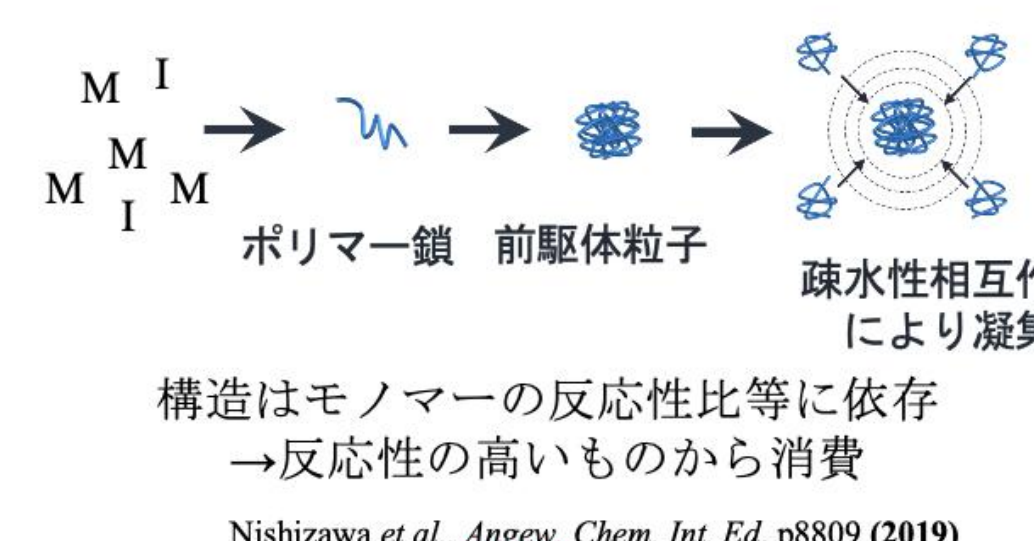 M I
M
M M
I
ポリマー鎖 前駆体粒子
疎水性相互作
により凝集
構造はモノマーの反応性比等に依存
→反応性の高いものから消費
Nishizawa et al., Angew. Chem. Int. Ed. p8809 (2019)